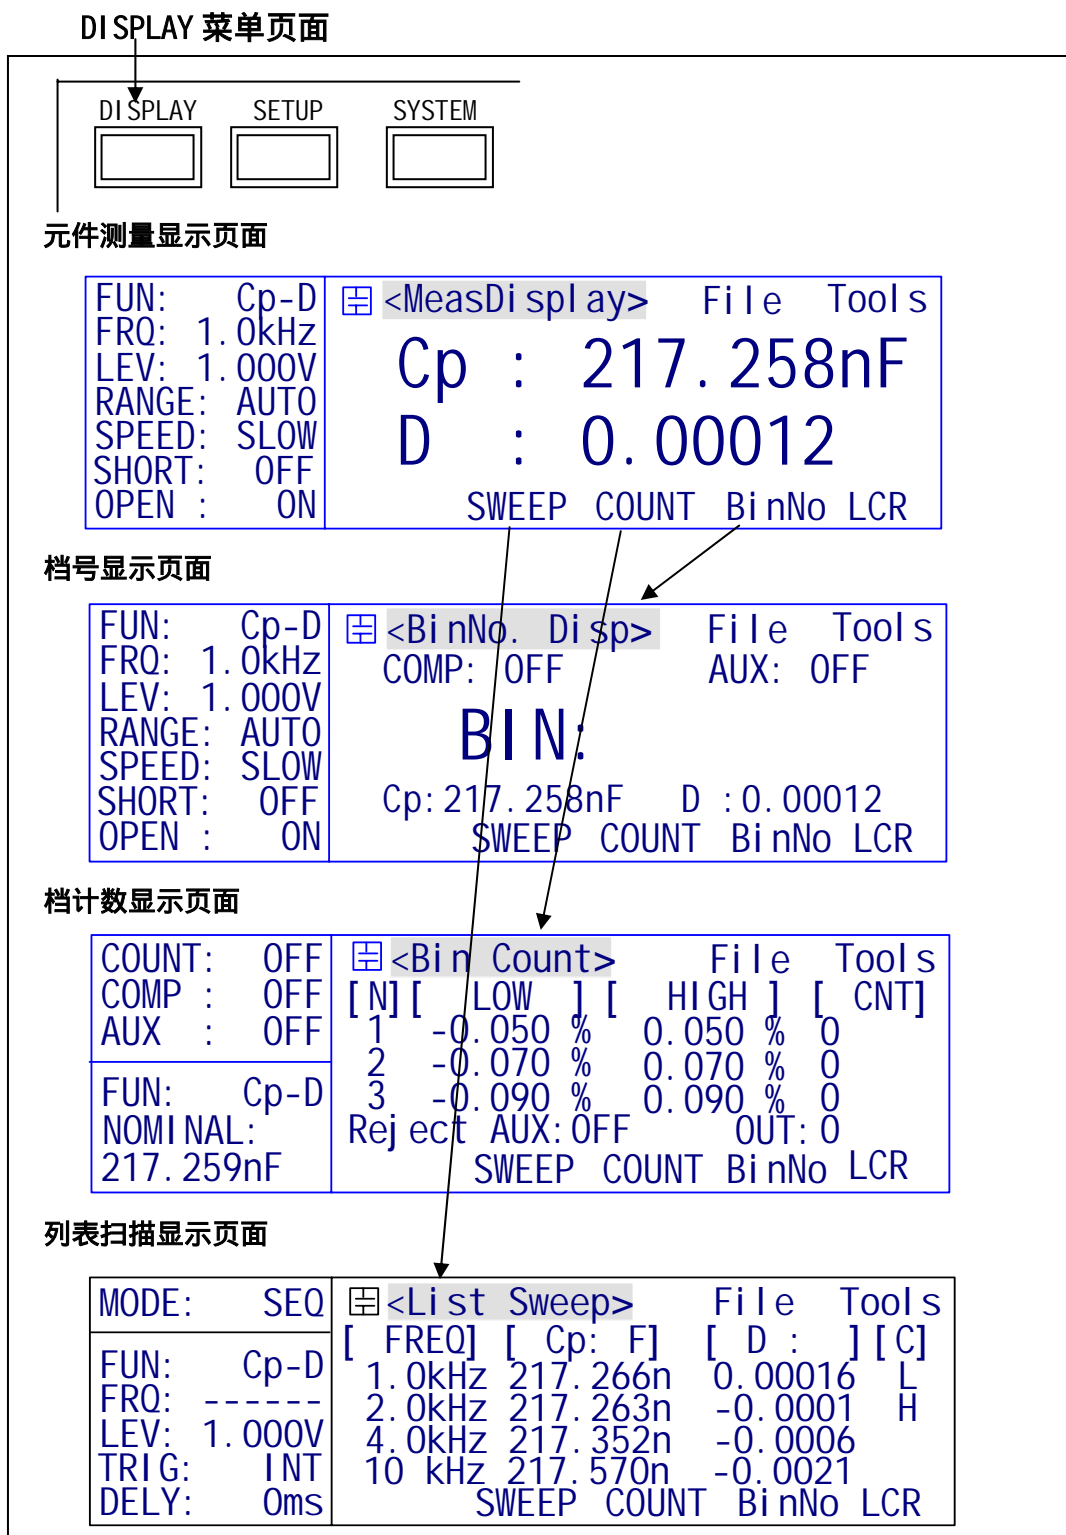 DISPLAY 菜单页面
DISPLAY SETUP SYSTEM
元件测量显示页面
FUN: Cp-D <MeasDisplay> File Tools
FRQ: 1.0kHz
LEV: 1.000V Cp : 217.258nF
RANGE: AUTO
SPEED: SLOW D : 0.00012
SHORT: OFF
OPEN : ON SWEEP COUNT BinNo LCR
档号显示页面
FUN: Cp-D <BinNo. Disp> File Tools
FRQ: 1.0kHz COMP: OFF AUX: OFF
LEV: 1.000V
RANGE: AUTO BIN:
SPEED: SLOW
SHORT: OFF Cp:217.258nF D :0.00012
OPEN : ON SWEEP COUNT BinNo LCR
档计数显示页面
COUNT: OFF <Bin Count> File Tools
COMP : OFF [N][ LOW ] [ HIGH ] [ CNT]
AUX : OFF 1 -0.050 % 0.050 % 0
2 -0.070 % 0.070 % 0
FUN: Cp-D 3 -0.090 % 0.090 % 0
NOMINAL: Reject AUX:OFF OUT:0
217.259nF SWEEP COUNT BinNo LCR
列表扫描显示页面
MODE: SEQ <List Sweep> File Tools
[ FREQ] [ Cp: F] [ D : ][C]
FUN: Cp-D 1.0kHz 217.266n 0.00016 L
FRQ: ------ 2.0kHz 217.263n -0.0001 H
LEV: 1.000V 4.0kHz 217.352n -0.0006
TRIG: INT 10 kHz 217.570n -0.0021
DELY: 0ms SWEEP COUNT BinNo LCR